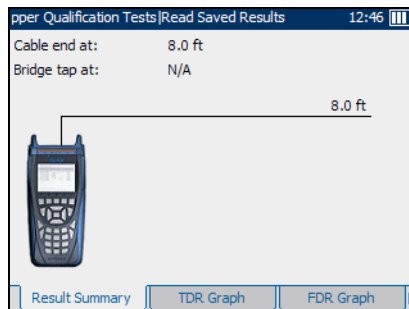 pper Qualification Tests|Read Saved Results 12:46
Cable end at: 8.0 ft
Bridge tap at: N/A
8.0 ft
Result Summary TDR Graph FDR Graph